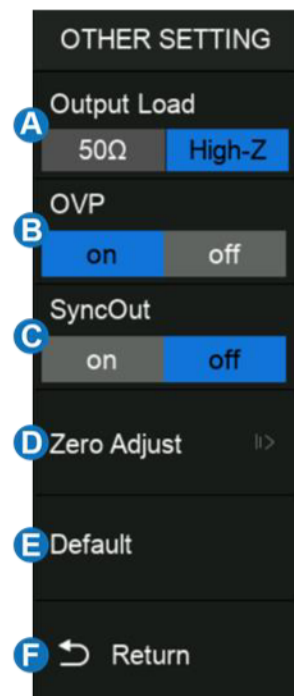 OTHER SETTING
Output Load
A
50Ω High-Z
OVP
B
on off
SyncOut
C
on off
D Zero Adjust
E Default
F Return